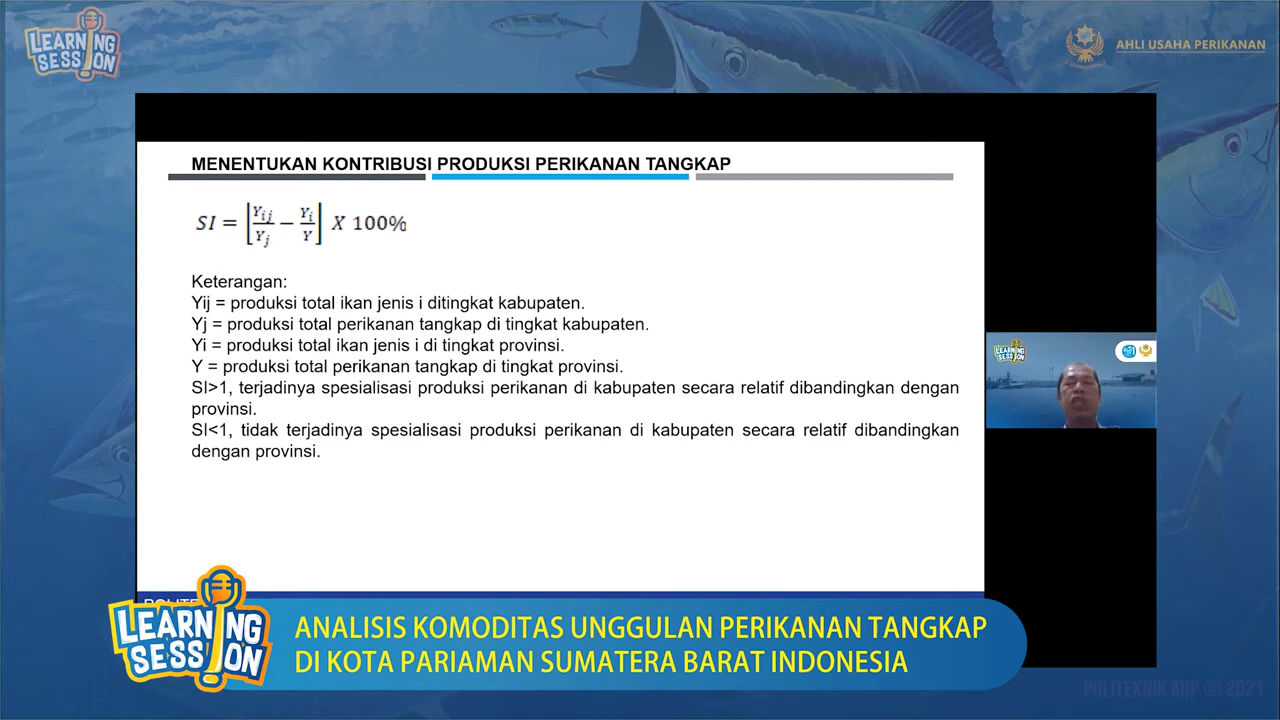 LEARNING
SESSION
AHLI USAHA PERIKANAN
MENENTUKAN KONTRIBUSI PRODUKSI PERIKANAN TANGKAP
SI = [Yij/Yj − Yi/Y] X 100%
Keterangan:
Yij = produksi total ikan jenis i ditingkat kabupaten.
Yj = produksi total perikanan tangkap di tingkat kabupaten.
Yi = produksi total ikan jenis i di tingkat provinsi.
Y = produksi total perikanan tangkap di tingkat provinsi.
SI>1, terjadinya spesialisasi produksi perikanan di kabupaten secara relatif dibandingkan dengan
provinsi.
SI<1, tidak terjadinya spesialisasi produksi perikanan di kabupaten secara relatif dibandingkan
dengan provinsi.
LEARNING
SESSION
LEARNING
SESSION
ANALISIS KOMODITAS UNGGULAN PERIKANAN TANGKAP
DI KOTA PARIAMAN SUMATERA BARAT INDONESIA
POLITEKNIK AUP © 2021